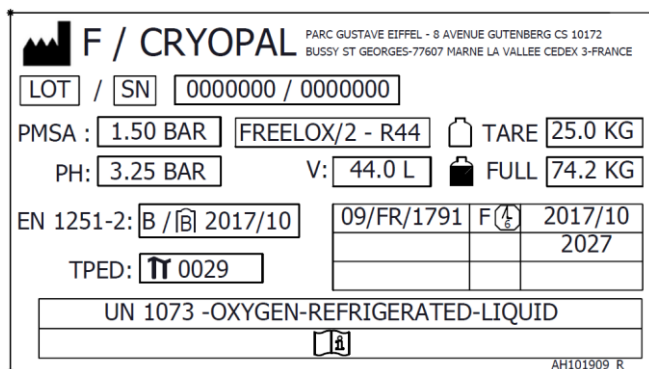 F / CRYOPAL PARC GUSTAVE EIFFEL - 8 AVENUE GUTENBERG CS 10172
BUSSY ST GEORGES-77607 MARNE LA VALLEE CEDEX 3-FRANCE
LOT / SN 0000000 / 0000000
PMSA : 1.50 BAR FREELOX/2 - R44 TARE 25.0 KG
PH: 3.25 BAR V: 44.0 L FULL 74.2 KG
EN 1251-2: B / B 2017/10 09/FR/1791 F 2017/10
2027
TPED: π 0029
UN 1073 -OXYGEN-REFRIGERATED-LIQUID
AH101909_R